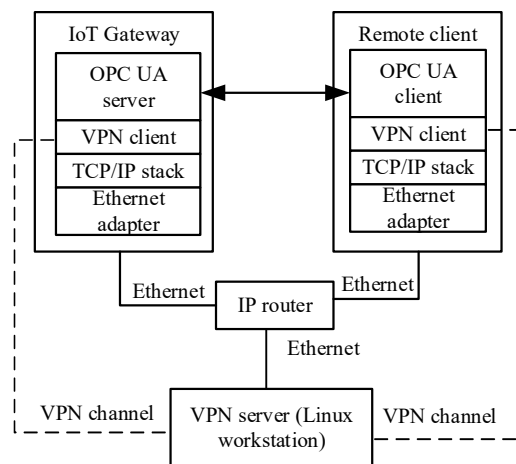 IoT Gateway
OPC UA
server
VPN client
TCP/IP stack
Ethernet
adapter
Remote client
OPC UA
client
VPN client
TCP/IP stack
Ethernet
adapter
Ethernet
IP router
Ethernet
Ethernet
VPN channel
VPN server (Linux
workstation)
VPN channel